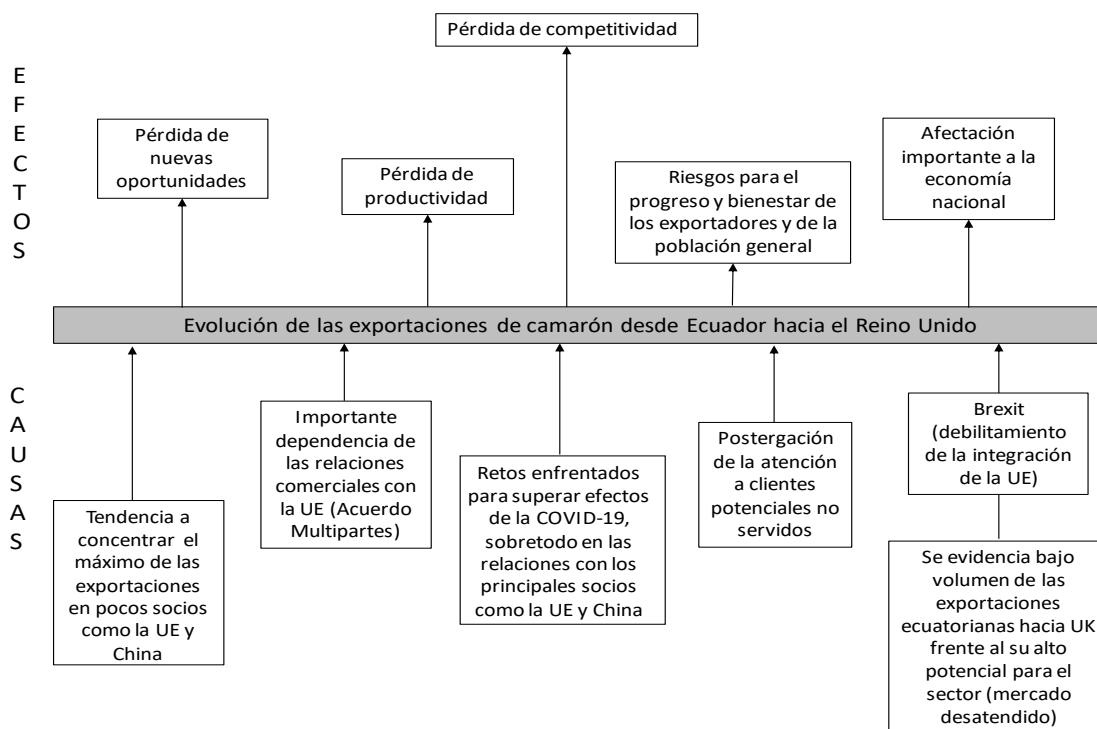 Pérdida de competitividad
E
F
E
C
T
O
S
Pérdida de
nuevas
oportunidades
Pérdida de
productividad
Riesgos para el
progreso y bienestar de
los exportadores y de la
población general
Afectación
importante a la
economía
nacional
Evolución de las exportaciones de camarón desde Ecuador hacia el Reino Unido
C
A
U
S
A
S
Tendencia a
concentrar el
máximo de las
exportaciones
en pocos socios
como la UE y
China
Importante
dependencia de
las relaciones
comerciales con
la UE (Acuerdo
Multipartes)
Retos enfrentados
para superar efectos
de la COVID-19,
sobretodo en las
relaciones con los
principales socios
como la UE y China
Postergación
de la atención
a clientes
potenciales no
servidos
Brexit
(debilitamiento
de la integración
de la UE)
Se evidencia bajo
volumen de las
exportaciones
ecuatorianas hacia UK
frente al su alto
potencial para el
sector (mercado
desatendido)